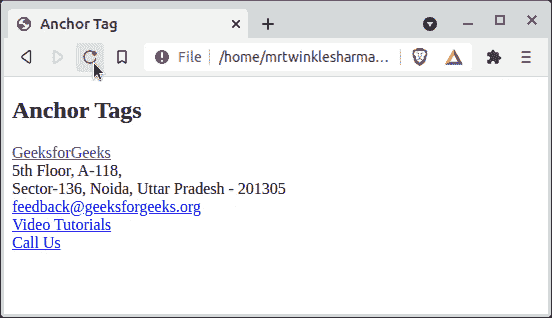 Anchor Tag
File /home/mrtwinklesharma...
Anchor Tags
GeeksforGeeks
5th Floor, A-118,
Sector-136, Noida, Uttar Pradesh - 201305
feedback@geeksforgeeks.org
Video Tutorials
Call Us